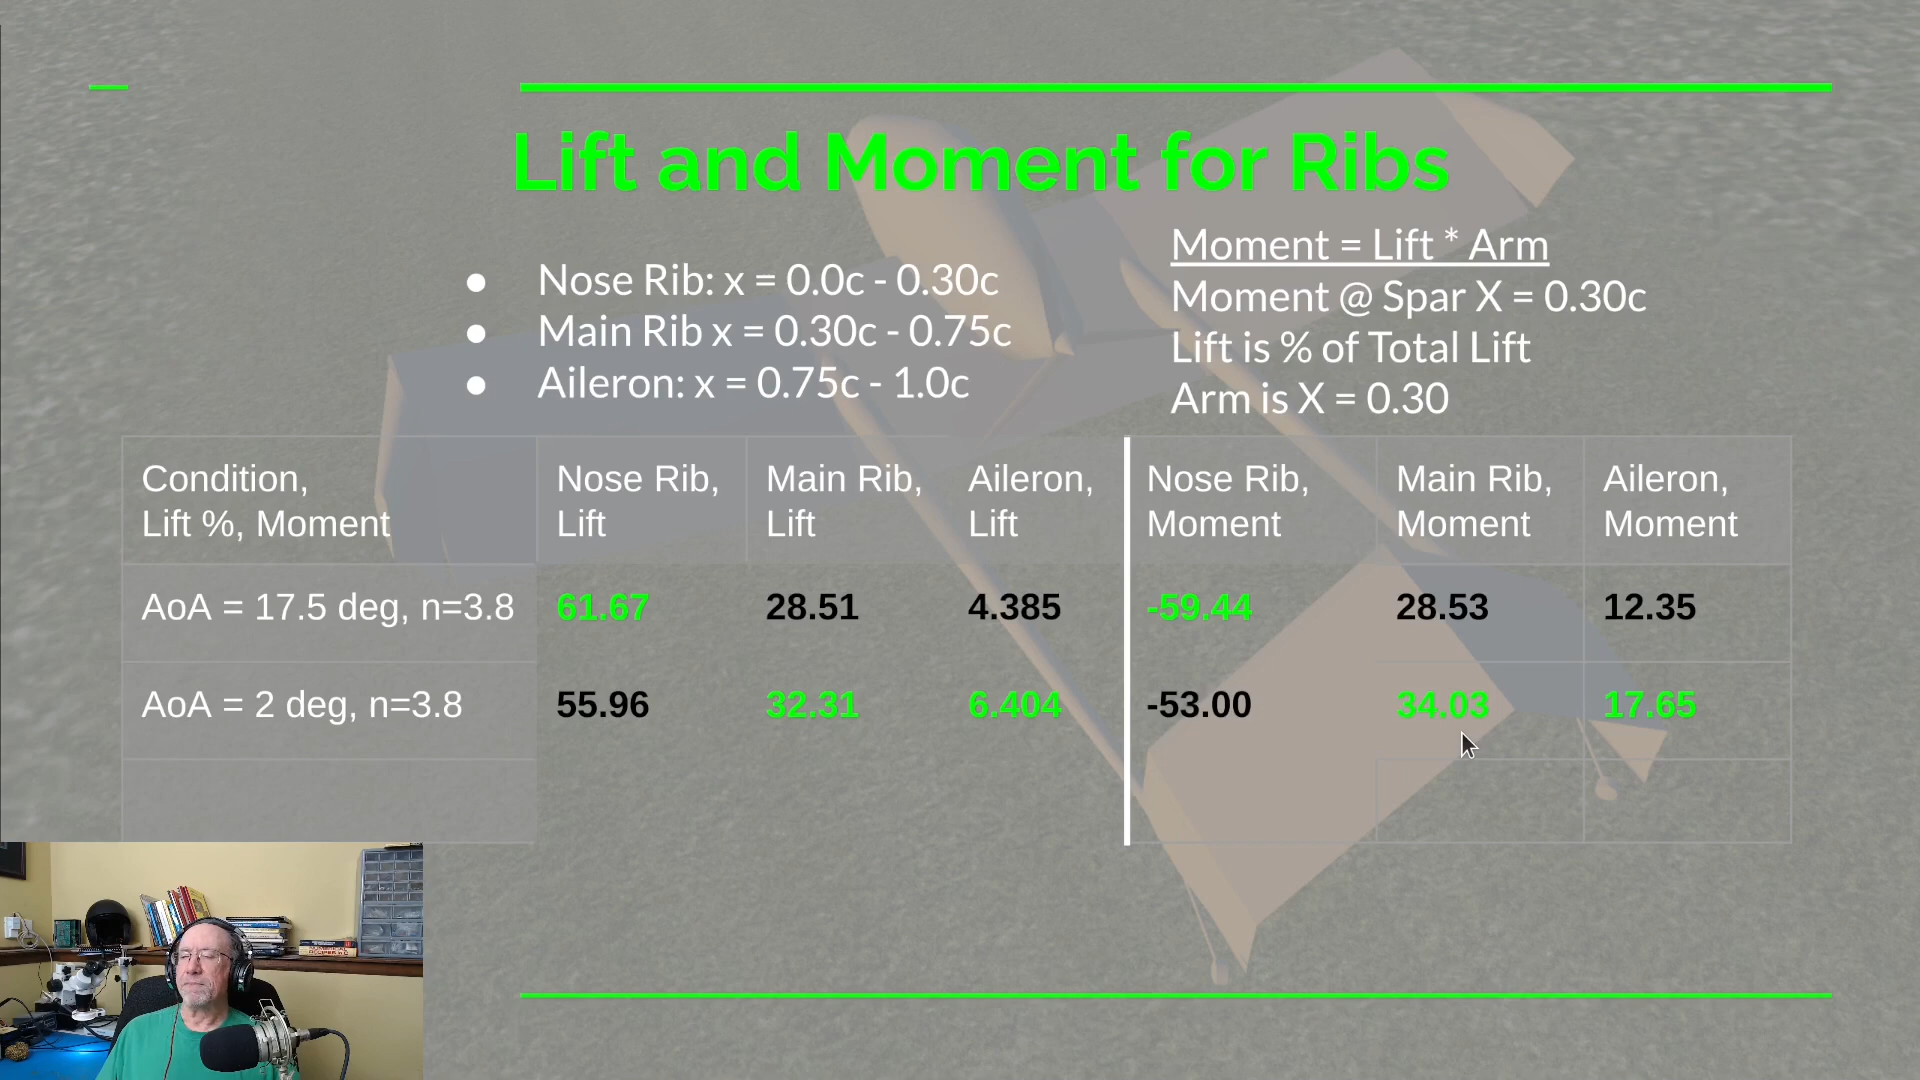 Lift and Moment for Ribs
● Nose Rib: x = 0.0c - 0.30c
● Main Rib x = 0.30c - 0.75c
● Aileron: x = 0.75c - 1.0c
Moment = Lift * Arm
Moment @ Spar X = 0.30c
Lift is % of Total Lift
Arm is X = 0.30
Condition,
Lift %, Moment
Nose Rib,
Lift
Main Rib,
Lift
Aileron,
Lift
Nose Rib,
Moment
Main Rib,
Moment
Aileron,
Moment
AoA = 17.5 deg, n=3.8 61.67 28.51 4.385 -59.44 28.53 12.35
AoA = 2 deg, n=3.8 55.96 32.31 6.404 -53.00 34.03 17.65